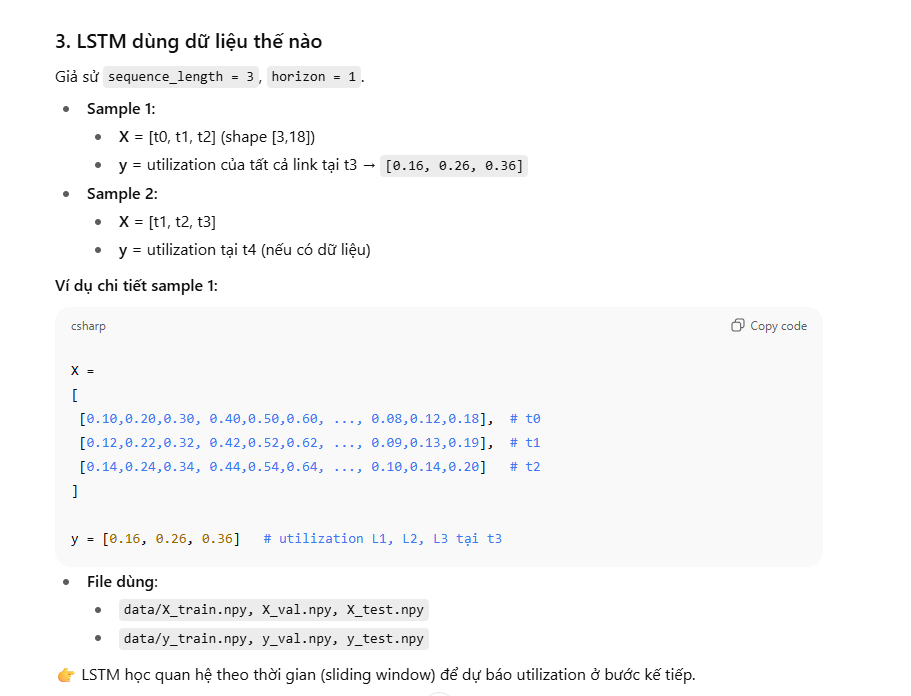 3. LSTM dùng dữ liệu thế nào
Giả sử sequence_length = 3, horizon = 1.
Sample 1:
X = [t0, t1, t2] (shape [3,18])
y = utilization của tất cả link tại t3 → [0.16, 0.26, 0.36]
Sample 2:
X = [t1, t2, t3]
y = utilization tại t4 (nếu có dữ liệu)
Ví dụ chi tiết sample 1:
csharp
Copy code
X =
[
[0.10,0.20,0.30, 0.40,0.50,0.60, ..., 0.08,0.12,0.18], # t0
[0.12,0.22,0.32, 0.42,0.52,0.62, ..., 0.09,0.13,0.19], # t1
[0.14,0.24,0.34, 0.44,0.54,0.64, ..., 0.10,0.14,0.20] # t2
]
y = [0.16, 0.26, 0.36] # utilization L1, L2, L3 tại t3
File dùng:
data/X_train.npy, X_val.npy, X_test.npy
data/y_train.npy, y_val.npy, y_test.npy
👉 LSTM học quan hệ theo thời gian (sliding window) để dự báo utilization ở bước kế tiếp.